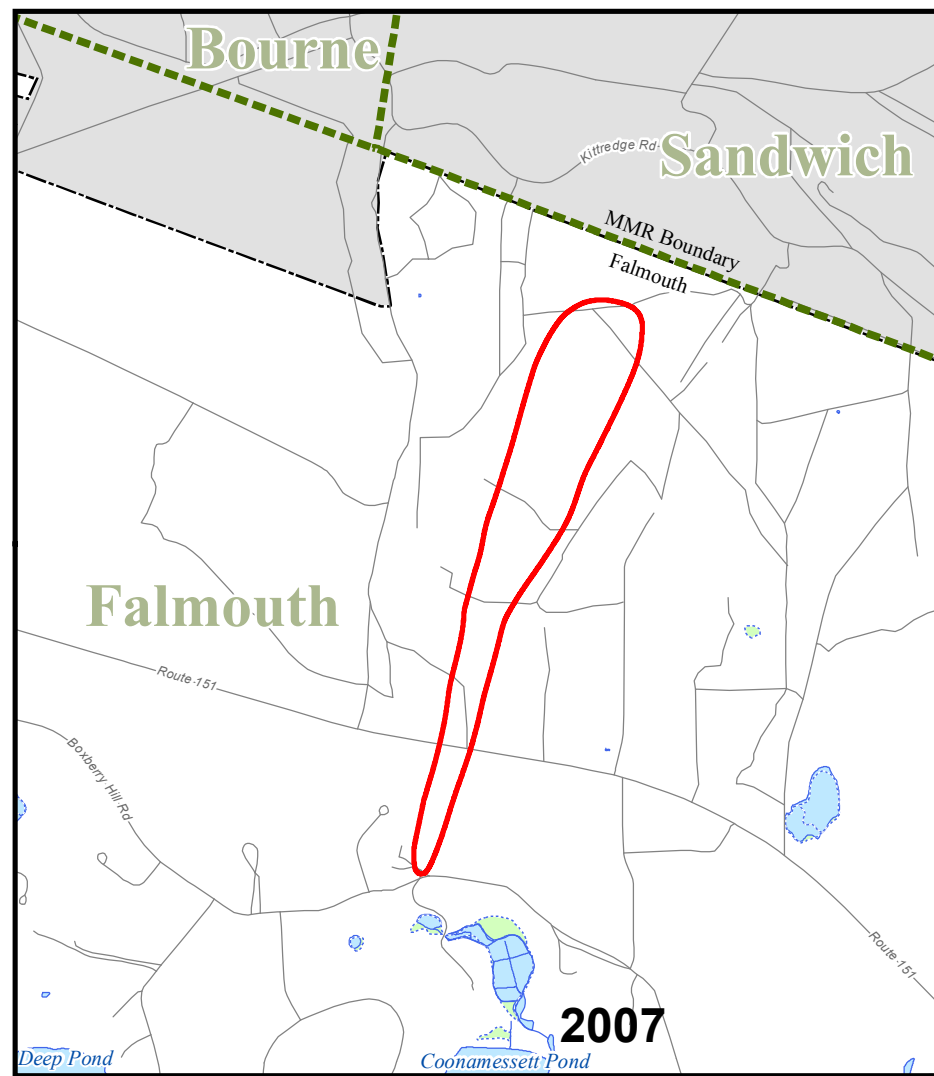 Bourne
Kittredge Rd
Sandwich
MMR Boundary
Falmouth
Falmouth
Route 151
Boxberry Hill Rd
Route 151
2007
Deep Pond
Coonamessett Pond